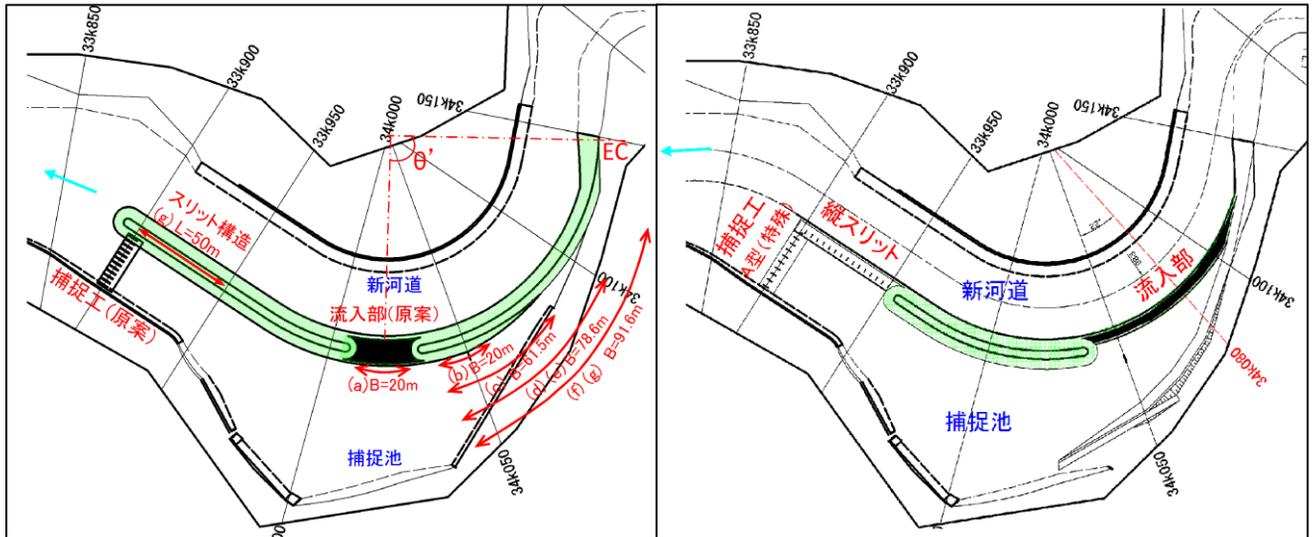 33k850
33k900
33k950
34k000
34k150
EC
θ'
スリット構造
(g) L=50m
捕捉工(原案)
新河道
流入部(原案)
34k100
(a)B=20m
(b)B=20m
B=61.5m
(d) (e) B=78.6m
(f) (g) B=91.6m
捕捉池
34k050
33k850
33k900
33k950
34k000
34k150
捕捉工
A型(特殊)
縦スリット
新河道
流入部
34k100
34k080
捕捉池
34k050